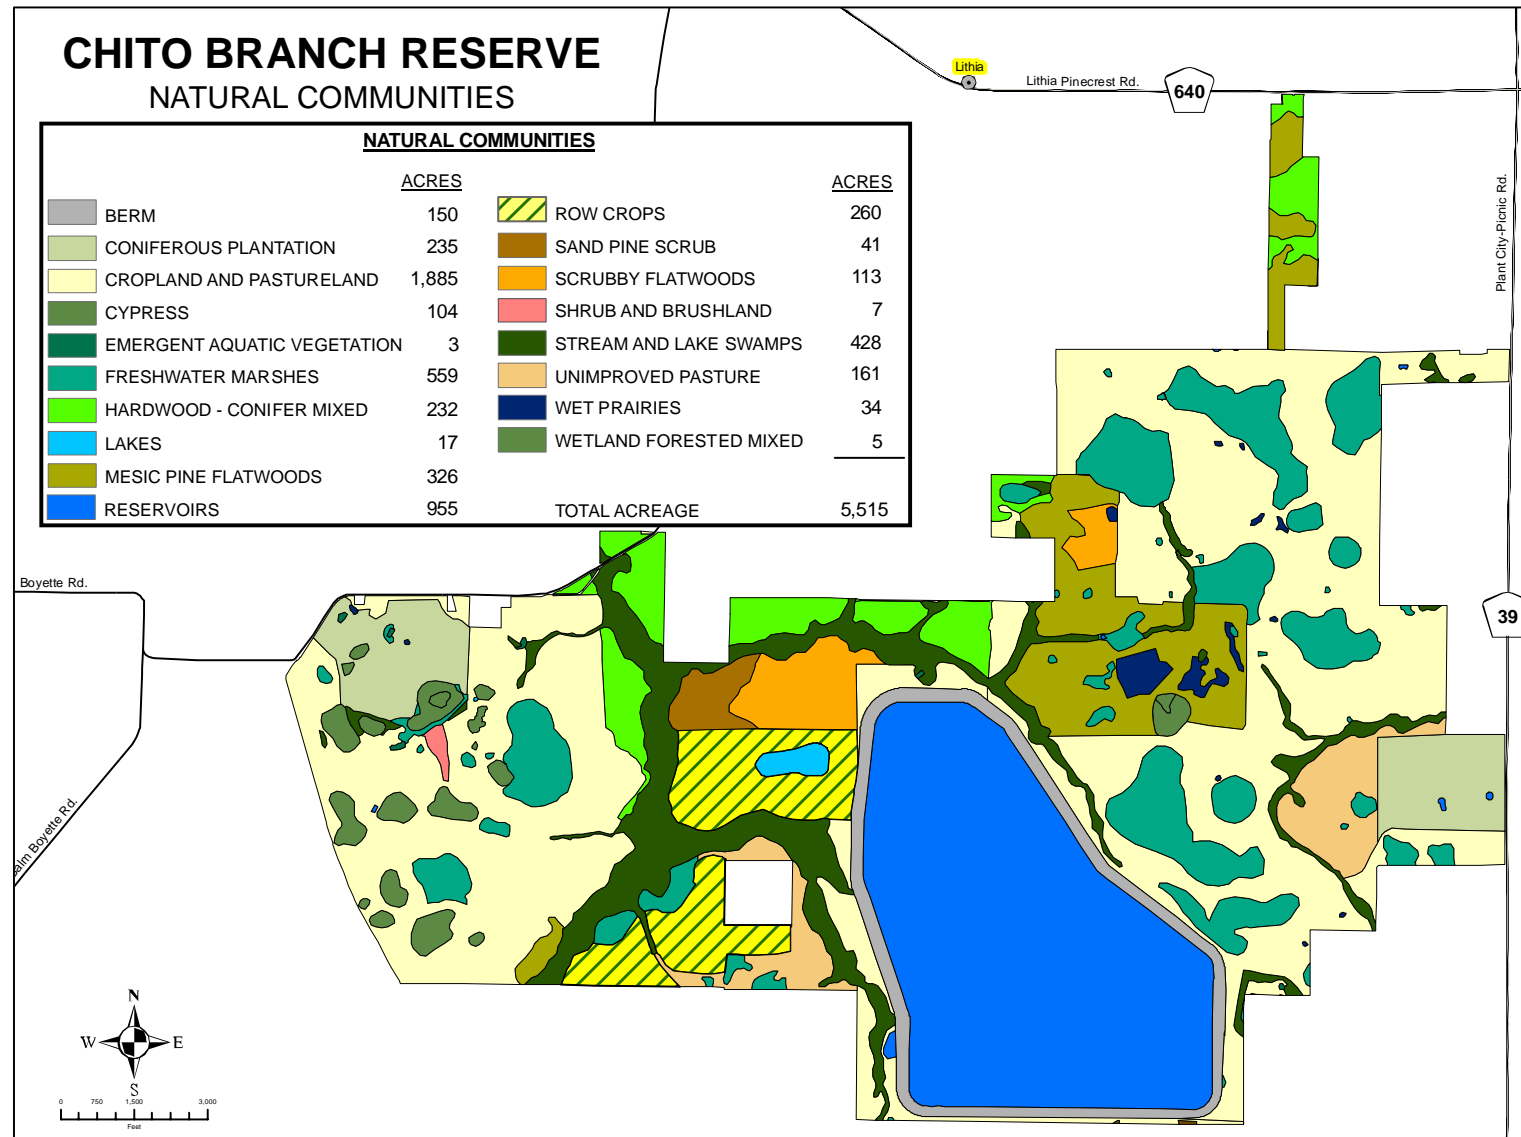 CHITO BRANCH RESERVE
NATURAL COMMUNITIES
NATURAL COMMUNITIES
ACRES
BERM 150
CONIFEROUS PLANTATION 235
CROPLAND AND PASTURELAND 1,885
CYPRESS 104
EMERGENT AQUATIC VEGETATION 3
FRESHWATER MARSHES 559
HARDWOOD - CONIFER MIXED 232
LAKES 17
MESIC PINE FLATWOODS 326
RESERVOIRS 955
ACRES
ROW CROPS 260
SAND PINE SCRUB 41
SCRUBBY FLATWOODS 113
SHRUB AND BRUSHLAND 7
STREAM AND LAKE SWAMPS 428
UNIMPROVED PASTURE 161
WET PRAIRIES 34
WETLAND FORESTED MIXED 5
TOTAL ACREAGE 5,515
Lithia
Lithia Pinecrest Rd.
640
Plant City-Picnic Rd.
39
Boyette Rd.
alm Boyette Rd.
N
W E
S
0 750 1,500 3,000
Feet